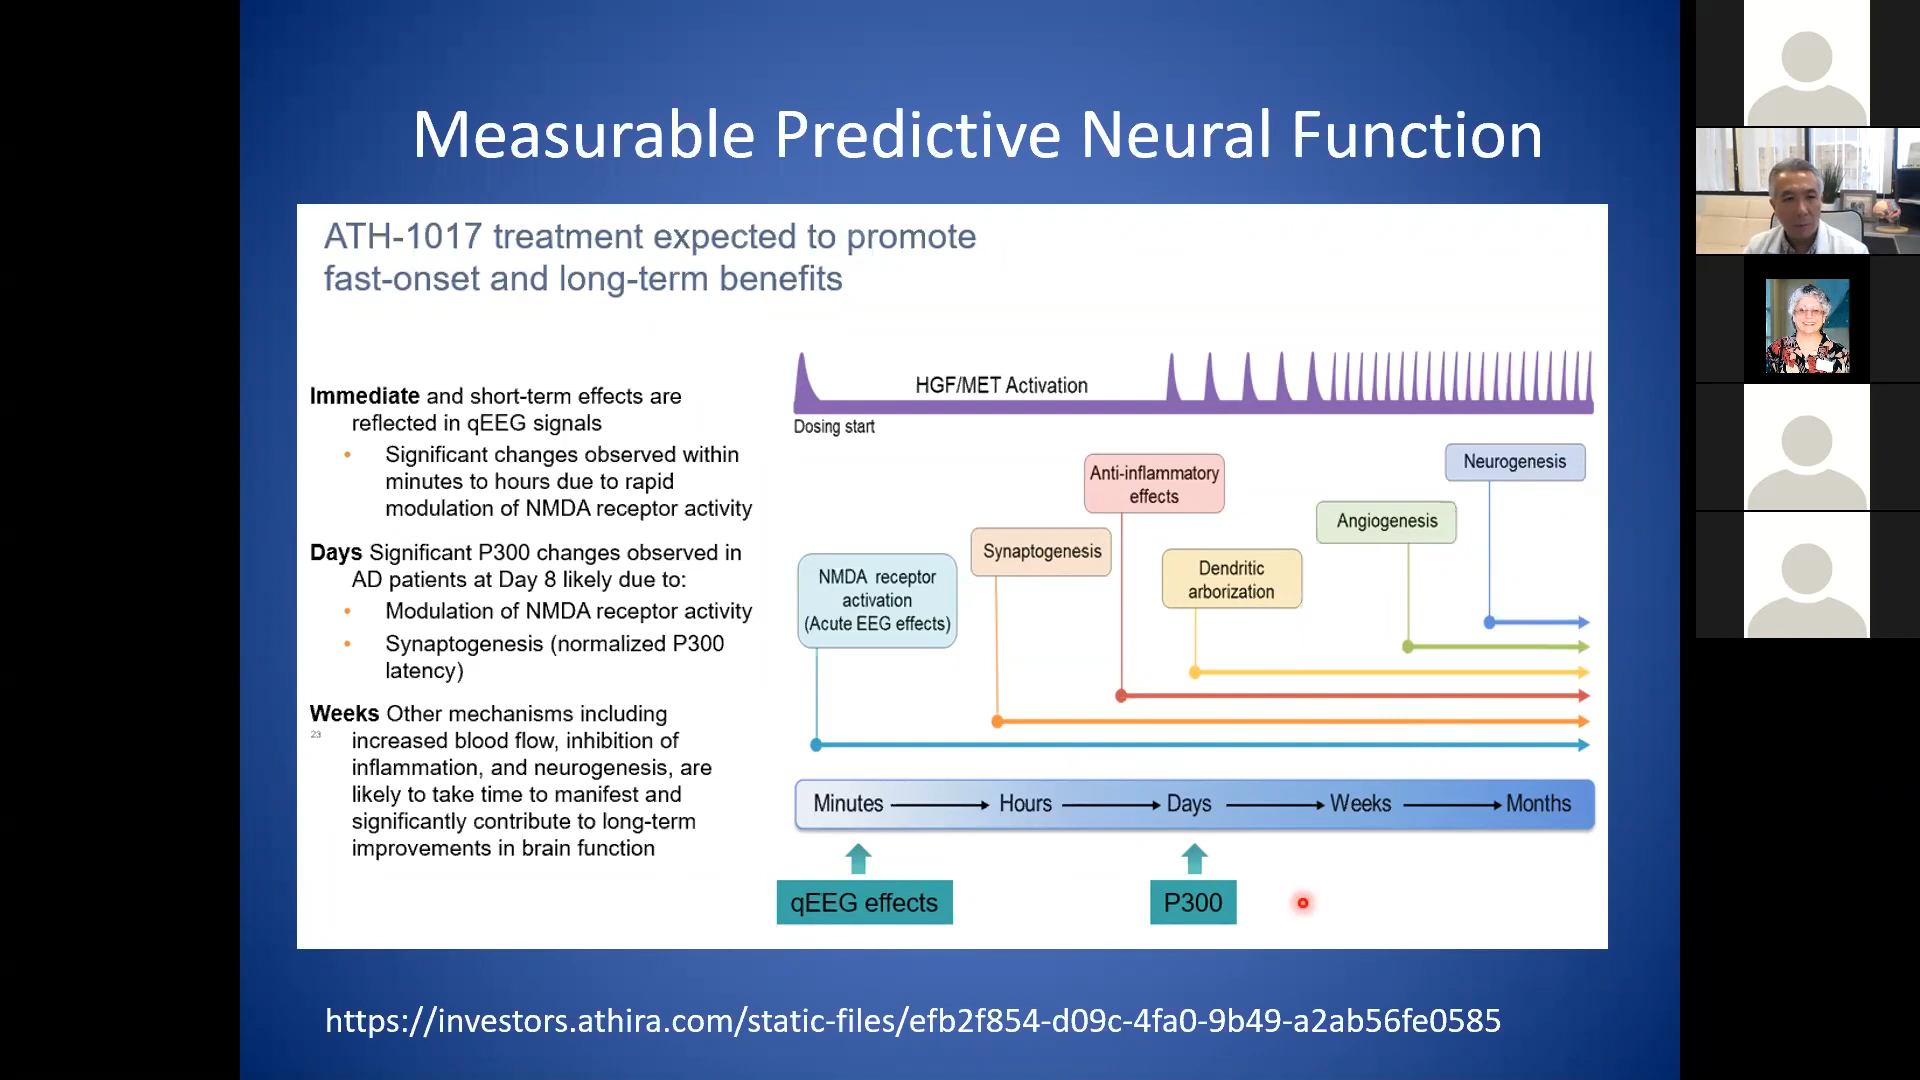 Measurable Predictive Neural Function
ATH-1017 treatment expected to promote
fast-onset and long-term benefits
Immediate and short-term effects are
reflected in qEEG signals
• Significant changes observed within
minutes to hours due to rapid
modulation of NMDA receptor activity
Days Significant P300 changes observed in
AD patients at Day 8 likely due to:
• Modulation of NMDA receptor activity
• Synaptogenesis (normalized P300
latency)
Weeks Other mechanisms including
23
increased blood flow, inhibition of
inflammation, and neurogenesis, are
likely to take time to manifest and
significantly contribute to long-term
improvements in brain function
HGF/MET Activation
Dosing start
NMDA receptor
activation
(Acute EEG effects)
Synaptogenesis
Anti-inflammatory
effects
Dendritic
arborization
Angiogenesis
Neurogenesis
Minutes Hours Days Weeks Months
qEEG effects
P300
https://investors.athira.com/static-files/efb2f854-d09c-4fa0-9b49-a2ab56fe0585